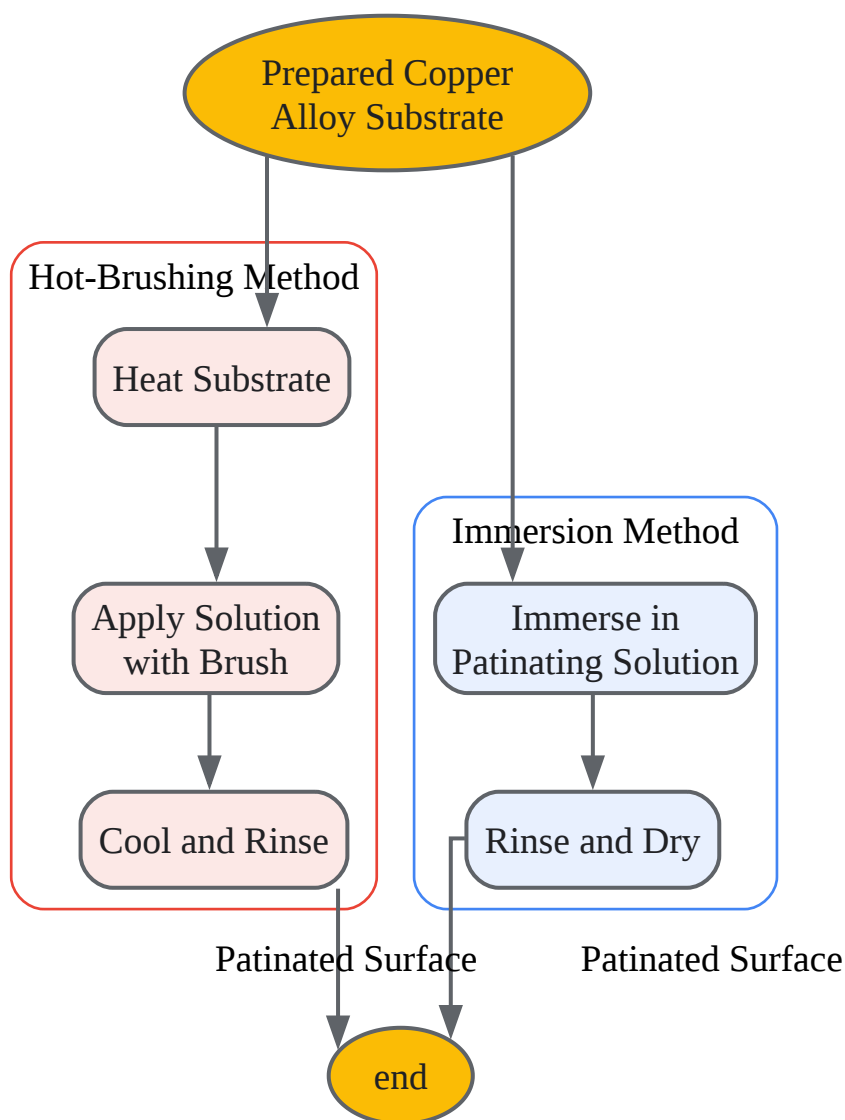 Prepared Copper
Alloy Substrate
Hot-Brushing Method
Heat Substrate
Apply Solution
with Brush
Cool and Rinse
Immersion Method
Immerse in
Patinating Solution
Rinse and Dry
Patinated Surface
Patinated Surface
end